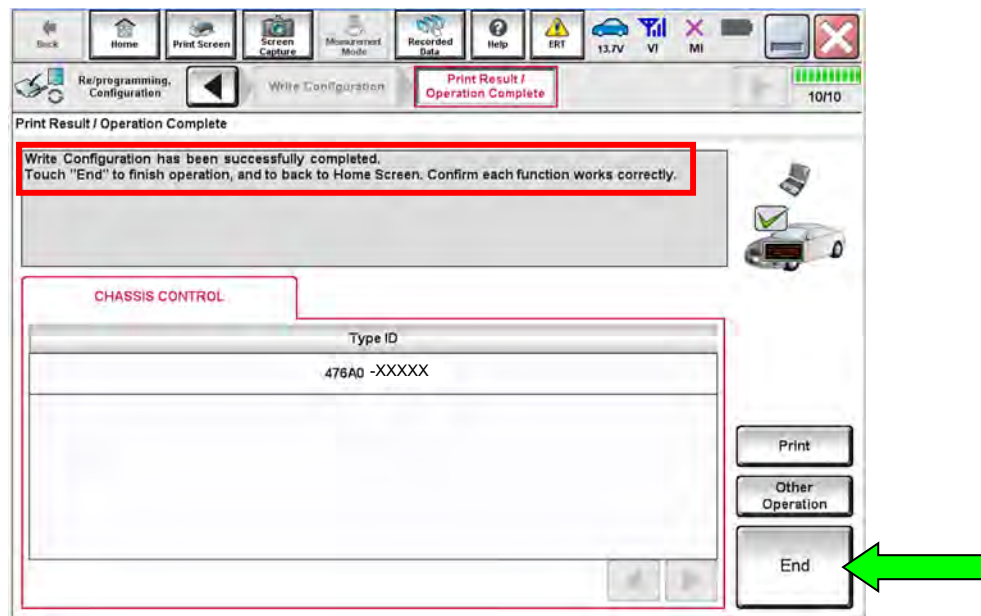 Back
Home
Print Screen
Screen
Capture
Measurement
Mode
Recorded
Data
Help
ERT
13.7V
VI
MI
Re/programming,
Configuration
Write Configuration
Print Result /
Operation Complete
10/10
Print Result / Operation Complete
Write Configuration has been successfully completed.
Touch "End" to finish operation, and to back to Home Screen. Confirm each function works correctly.
CHASSIS CONTROL
Type ID
476A0 -XXXXX
Print
Other
Operation
End